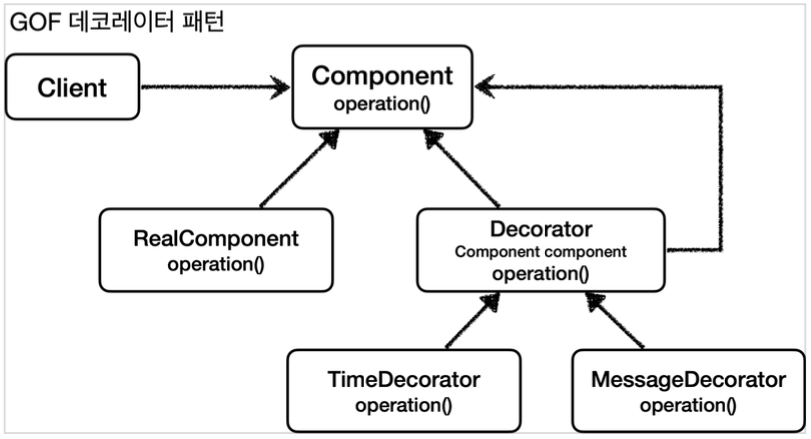 GOF 데코레이터 패턴
Client
Component
operation()
RealComponent
operation()
Decorator
Component component
operation()
TimeDecorator
operation()
MessageDecorator
operation()